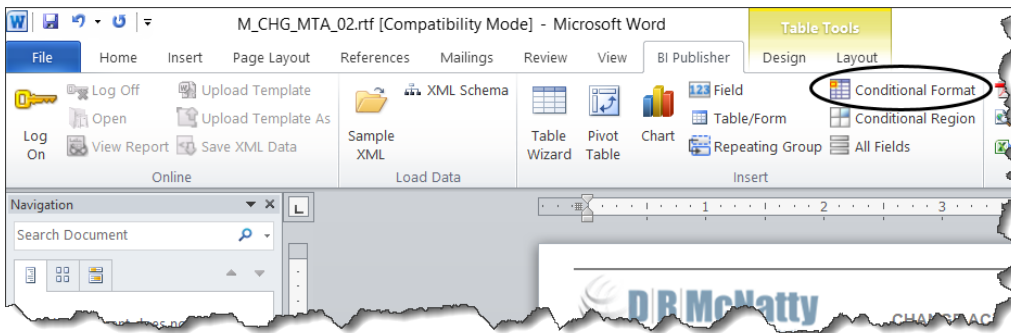 W M_CHG_MTA_02.rtf [Compatibility Mode] - Microsoft Word Table Tools
File Home Insert Page Layout References Mailings Review View BI Publisher Design Layout
Log On
Log Off
Open
View Report
Upload Template
Upload Template As
Save XML Data
Online
Sample XML
XML Schema
Load Data
Table Wizard
Pivot Table
Chart
123 Field
Table/Form
Repeating Group
Conditional Format
Conditional Region
All Fields
Insert
Navigation
Search Document
L
1 2 3
DRMcNatty